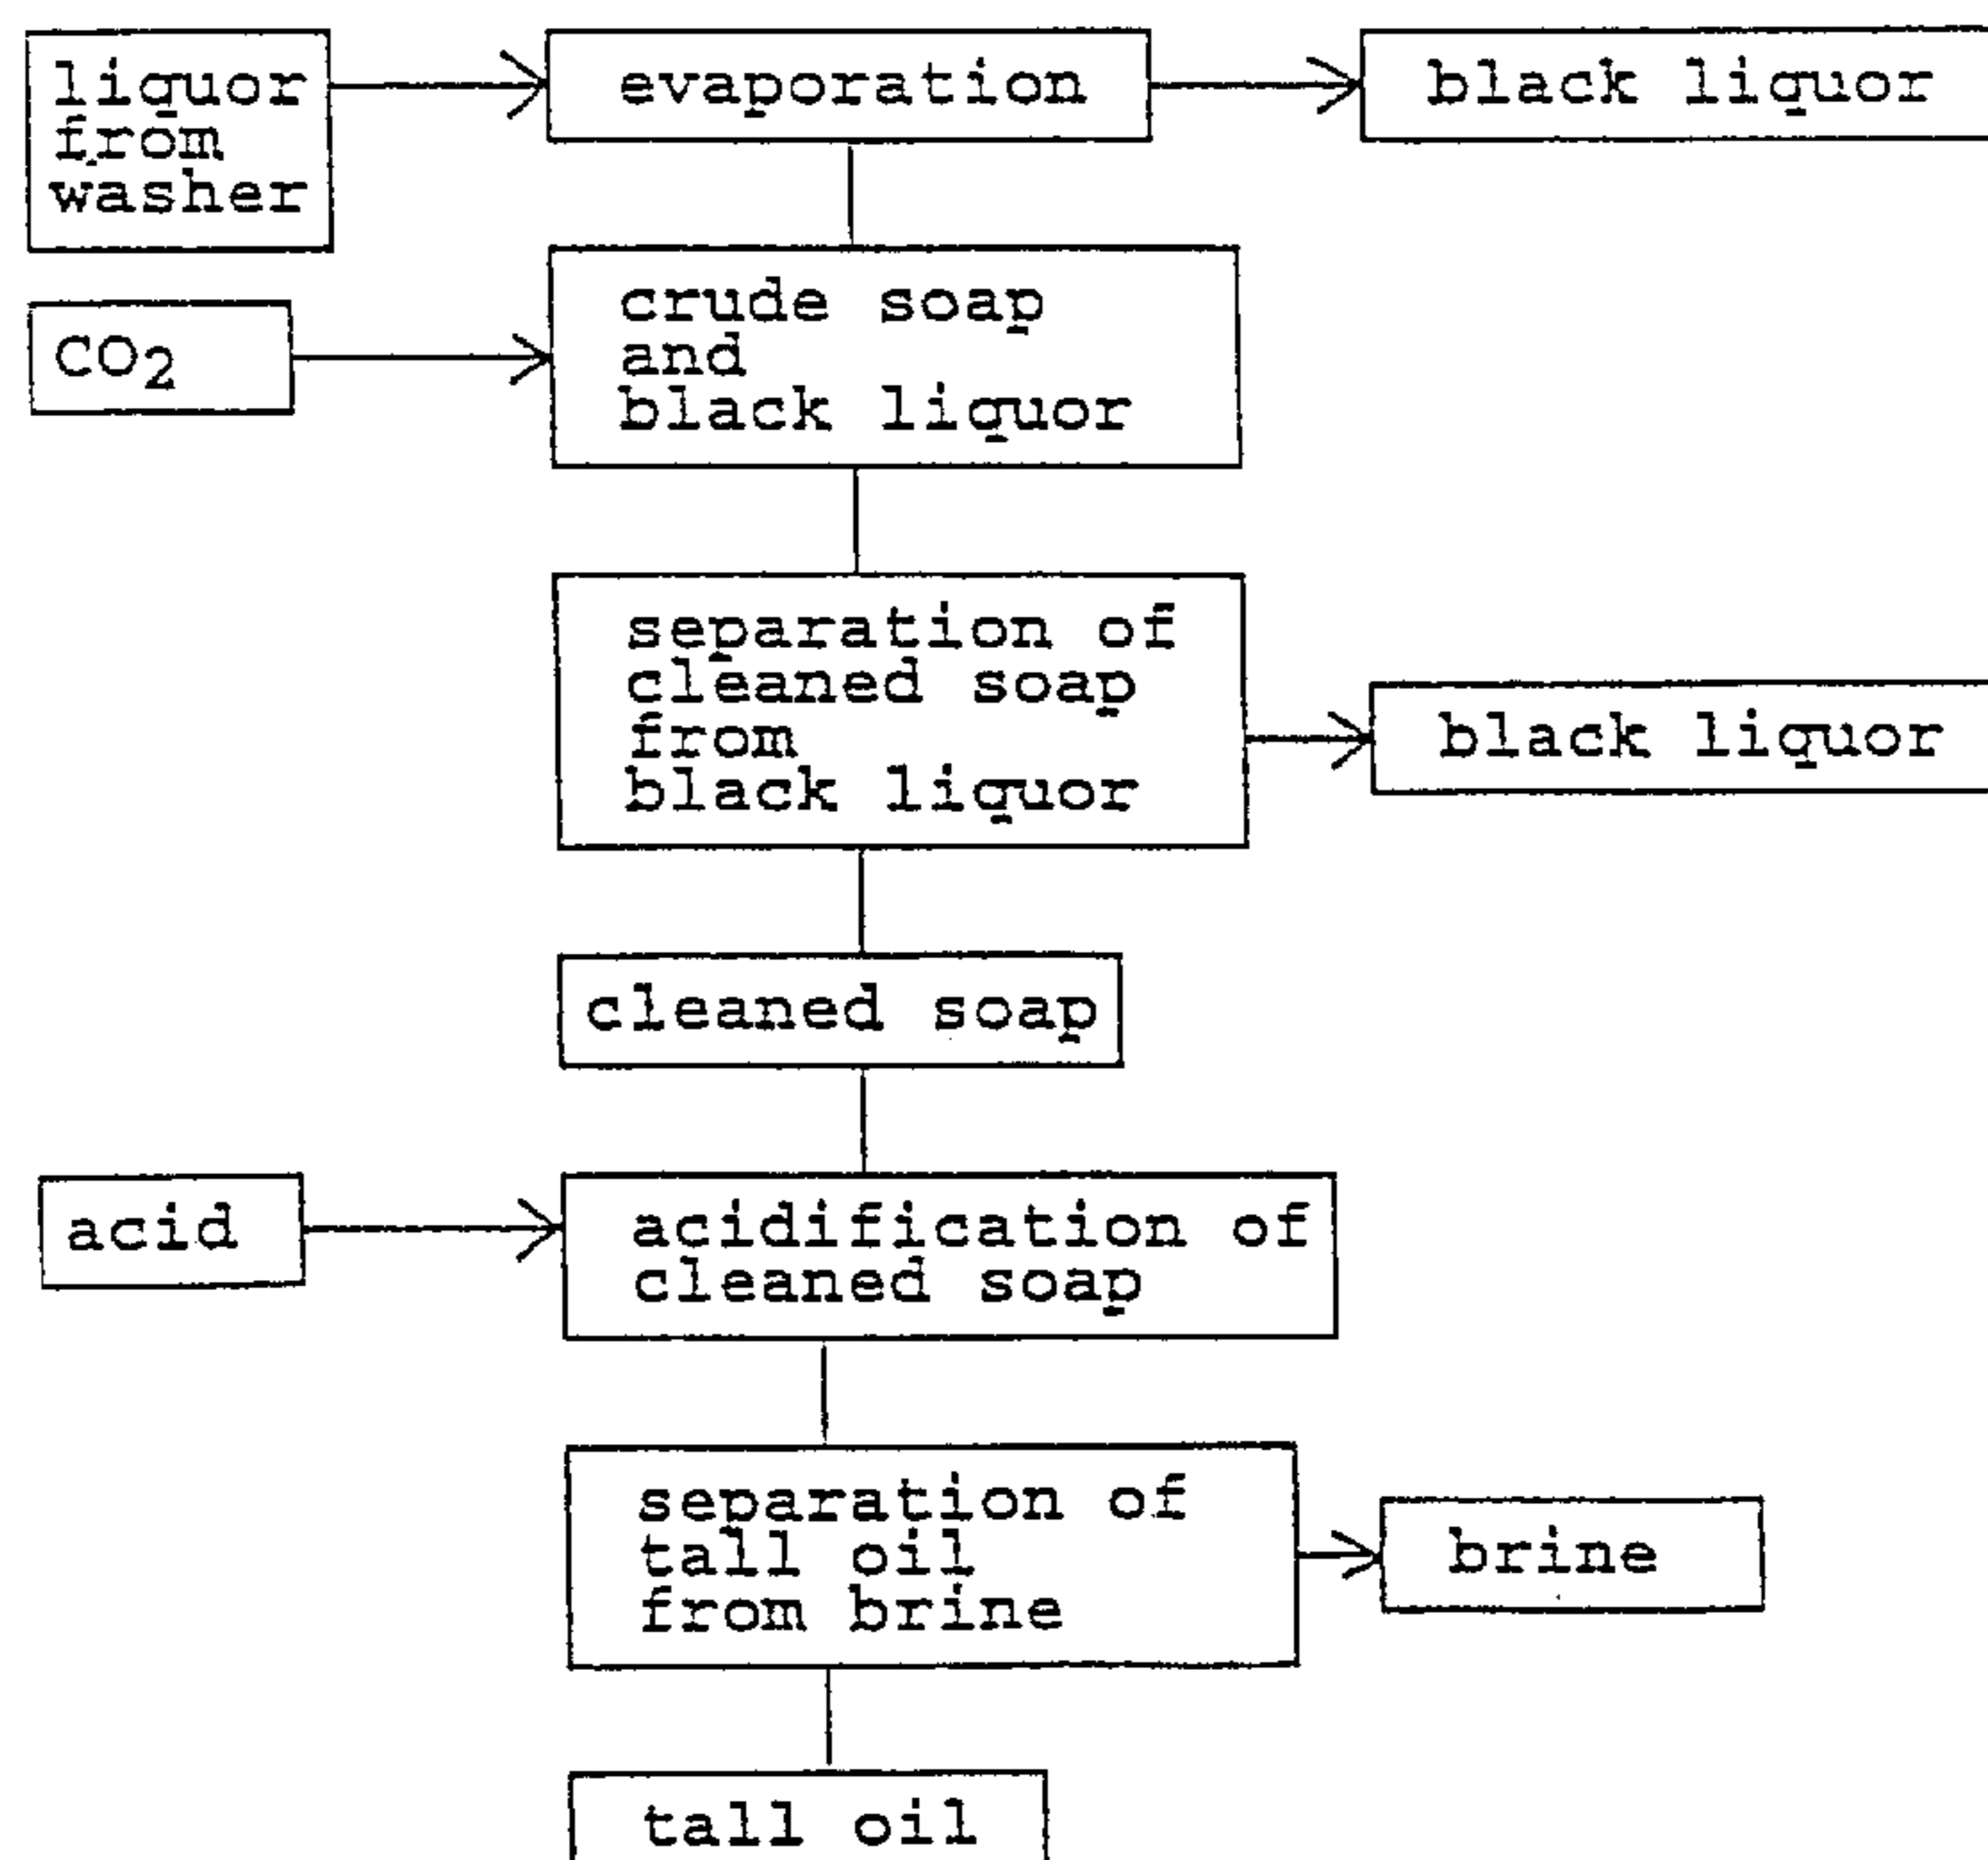 liquor
from
washer
evaporation
black liquor
CO2
crude soap
and
black liquor
separation of
cleaned soap
from
black liquor
black liquor
cleaned soap
acid
acidification of
cleaned soap
separation of
tall oil
from brine
brine
tall oil